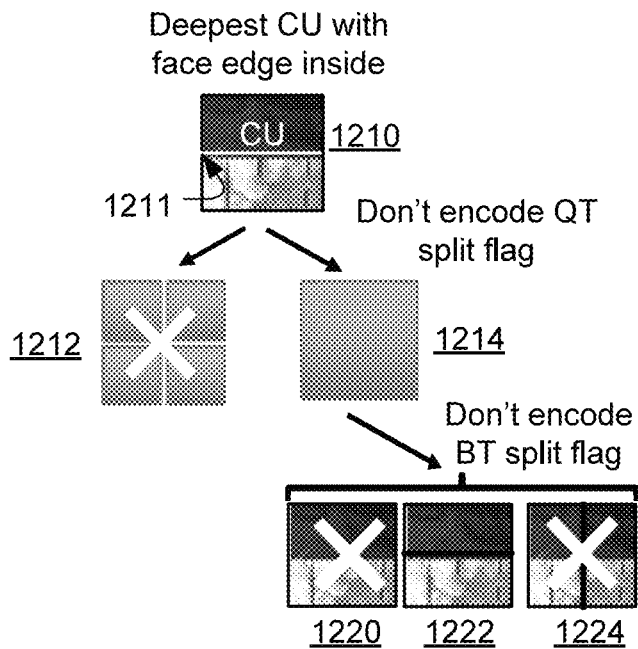 Deepest CU with
face edge inside
CU
1210
1211
Don't encode QT
split flag
1212
1214
Don't encode
BT split flag
1220
1222
1224